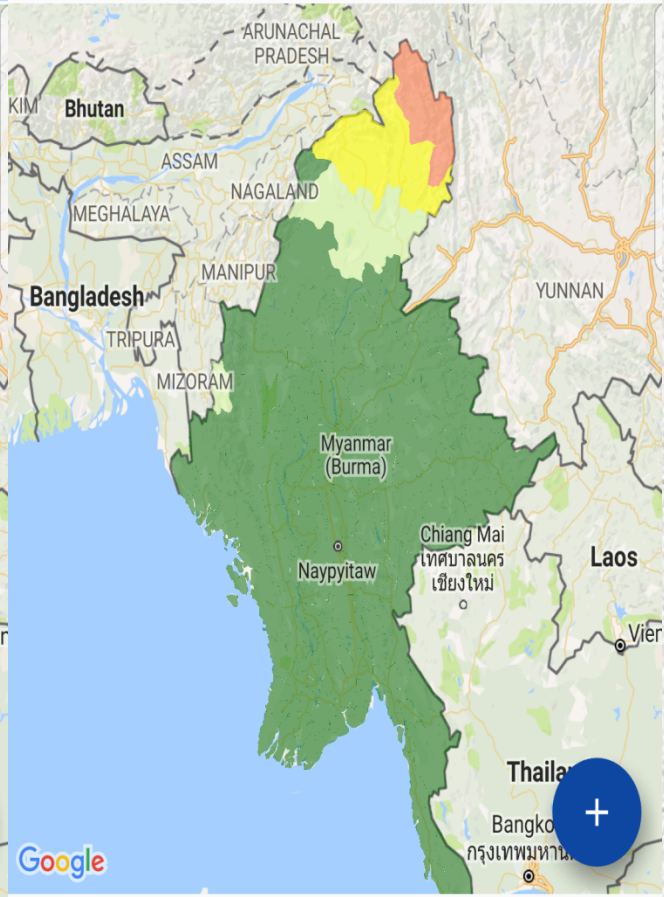 ARUNACHAL
PRADESH
KIM
Bhutan
ASSAM
NAGALAND
MEGHALAYA
MANIPUR
Bangladesh
YUNNAN
TRIPURA
MIZORAM
Myanmar
(Burma)
Chiang Mai
เทศบาลนคร
เชียงใหม่
Naypyitaw
Laos
Vien
Thaila
+
Bangko
กรุงเทพมหาน
Google